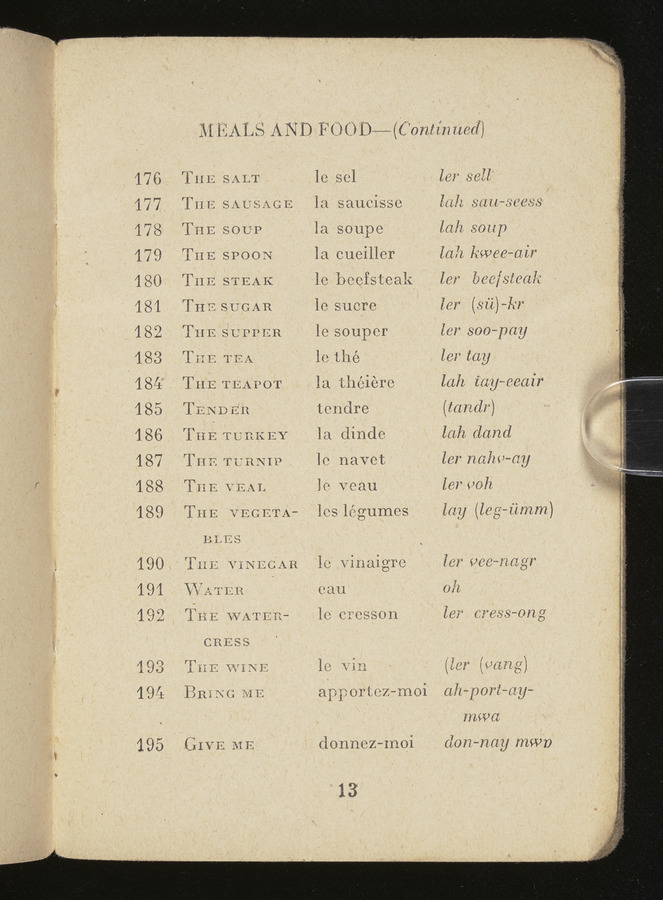 MEALS AND FOOD—(Continued)
176 THE SALT le sel ler sell
177 THE SAUSAGE la saucisse lah sau-seess
178 THE SOUP la soupe lah soup
179 THE SPOON la cueiller lah kwee-air
180 THE STEAK le beefsteak ler beefsteak
181 THE SUGAR le sucre ler (sü)-kr
182 THE SUPPER le souper ler soo-pay
183 THE TEA le thé ler tay
184 THE TEAPOT la théière lah tay-eeair
185 TENDER tendre (tandr)
186 THE TURKEY la dinde lah dand
187 THE TURNIP le navet ler nahv-ay
188 THE VEAL le veau ler voh
189 THE VEGETA- les légumes lay (leg-ümm)
BLES
190 THE VINEGAR le vinaigre ler vee-nagr
191 WATER eau oh
192 THE WATER- le cresson ler cress-ong
CRESS
193 THE WINE le vin (ler (vang)
194 BRING ME apportez-moi ah-port-ay-
mwa
195 GIVE ME donnez-moi don-nay mwa
13